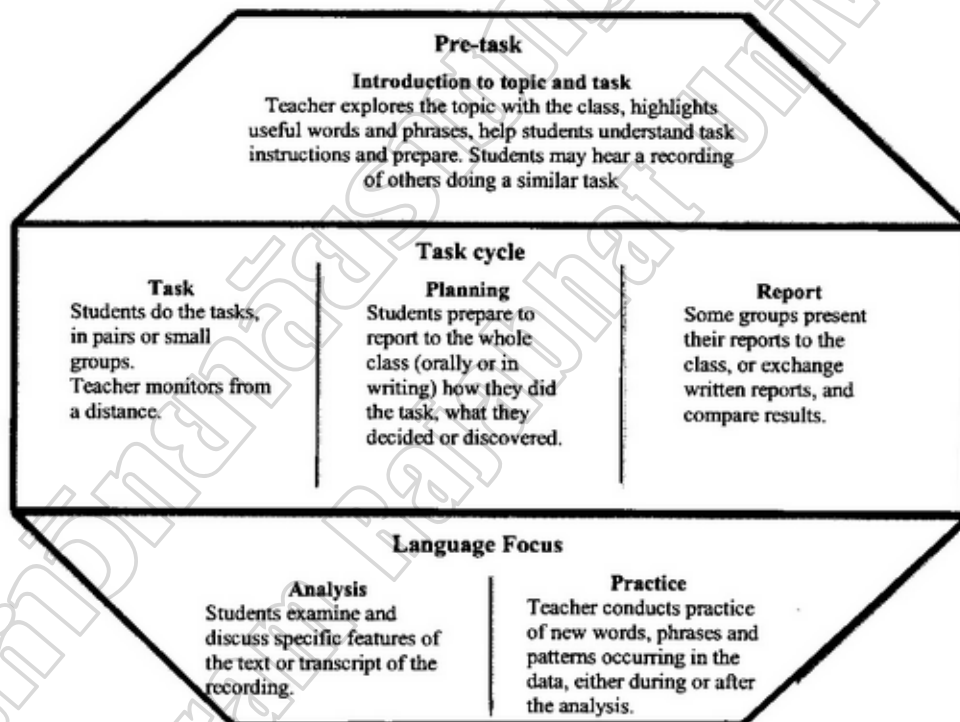 Pre-task
Introduction to topic and task
Teacher explores the topic with the class, highlights
useful words and phrases, help students understand task
instructions and prepare. Students may hear a recording
of others doing a similar task
Task cycle
Task
Students do the tasks,
in pairs or small
groups.
Teacher monitors from
a distance.
Planning
Students prepare to
report to the whole
class (orally or in
writing) how they did
the task, what they
decided or discovered.
Report
Some groups present
their reports to the
class, or exchange
written reports, and
compare results.
Language Focus
Analysis
Students examine and
discuss specific features of
the text or transcript of the
recording.
Practice
Teacher conducts practice
of new words, phrases and
patterns occurring in the
data, either during or after
the analysis.
Rajabhat